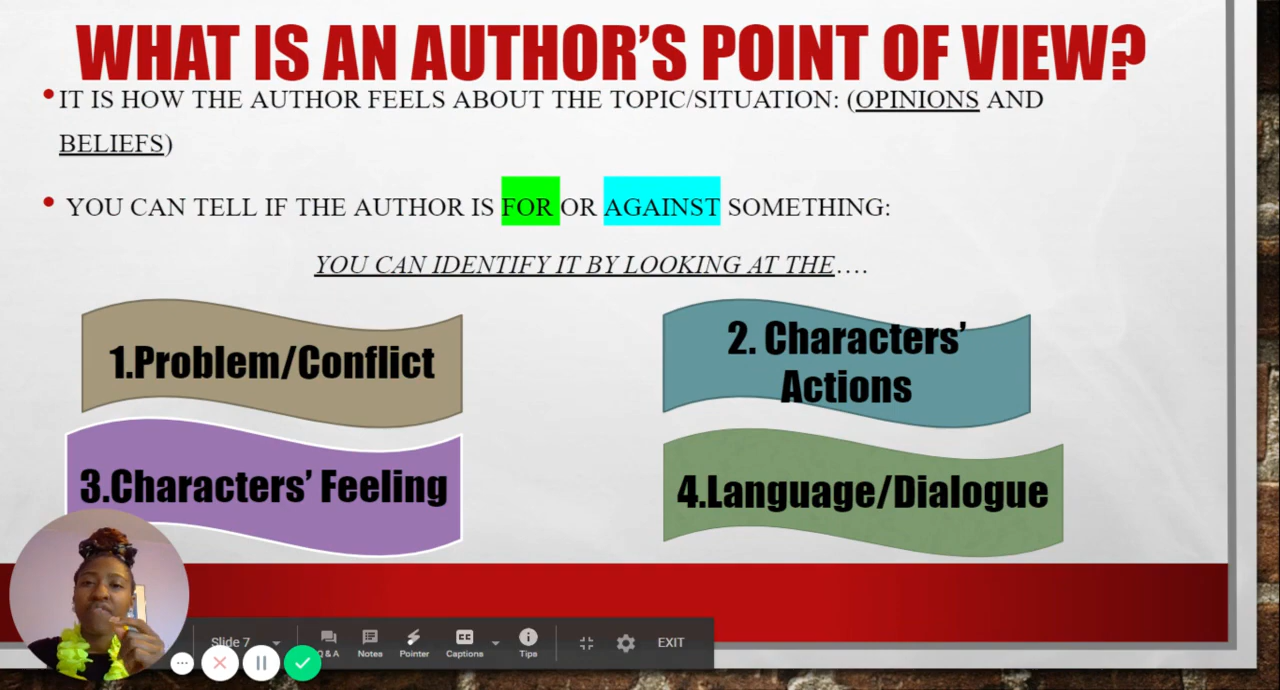 WHAT IS AN AUTHOR'S POINT OF VIEW?
•IT IS HOW THE AUTHOR FEELS ABOUT THE TOPIC/SITUATION: (OPINIONS AND
BELIEFS)
• YOU CAN TELL IF THE AUTHOR IS FOR OR AGAINST SOMETHING:
YOU CAN IDENTIFY IT BY LOOKING AT THE....
1.Problem/Conflict
2. Characters'
Actions
3.Characters' Feeling
4.Language/Dialogue
Slide 7
& A
Notes
Pointer
CC
Captions
Tips
EXIT